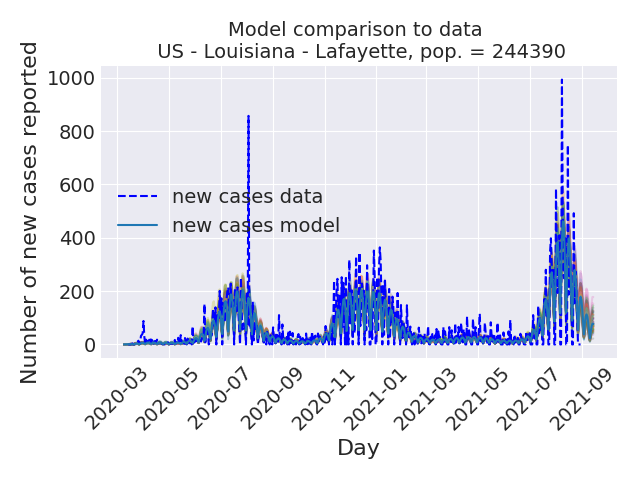 Model comparison to data
US - Louisiana - Lafayette, pop. = 244390
Number of new cases reported
1000
800
600
400
200
0
new cases data
new cases model
2020-03
2020-05
2020-07
2020-09
2020-11
2021-01
2021-03
2021-05
2021-07
2021-09
Day